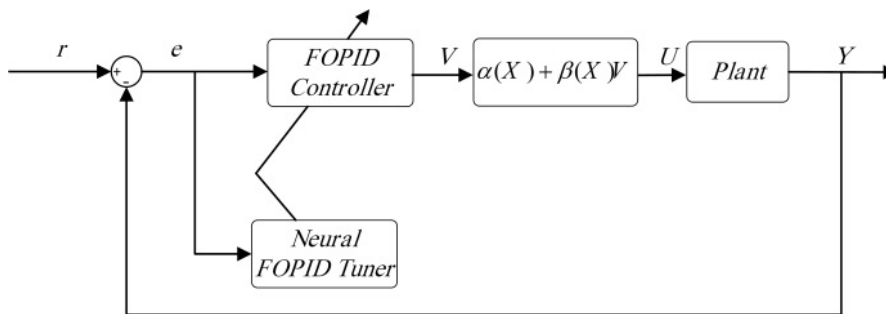 r
+
-
e
FOPID
Controller
V
α(X)+β(X)V
U
Plant
Y
Neural
FOPID Tuner